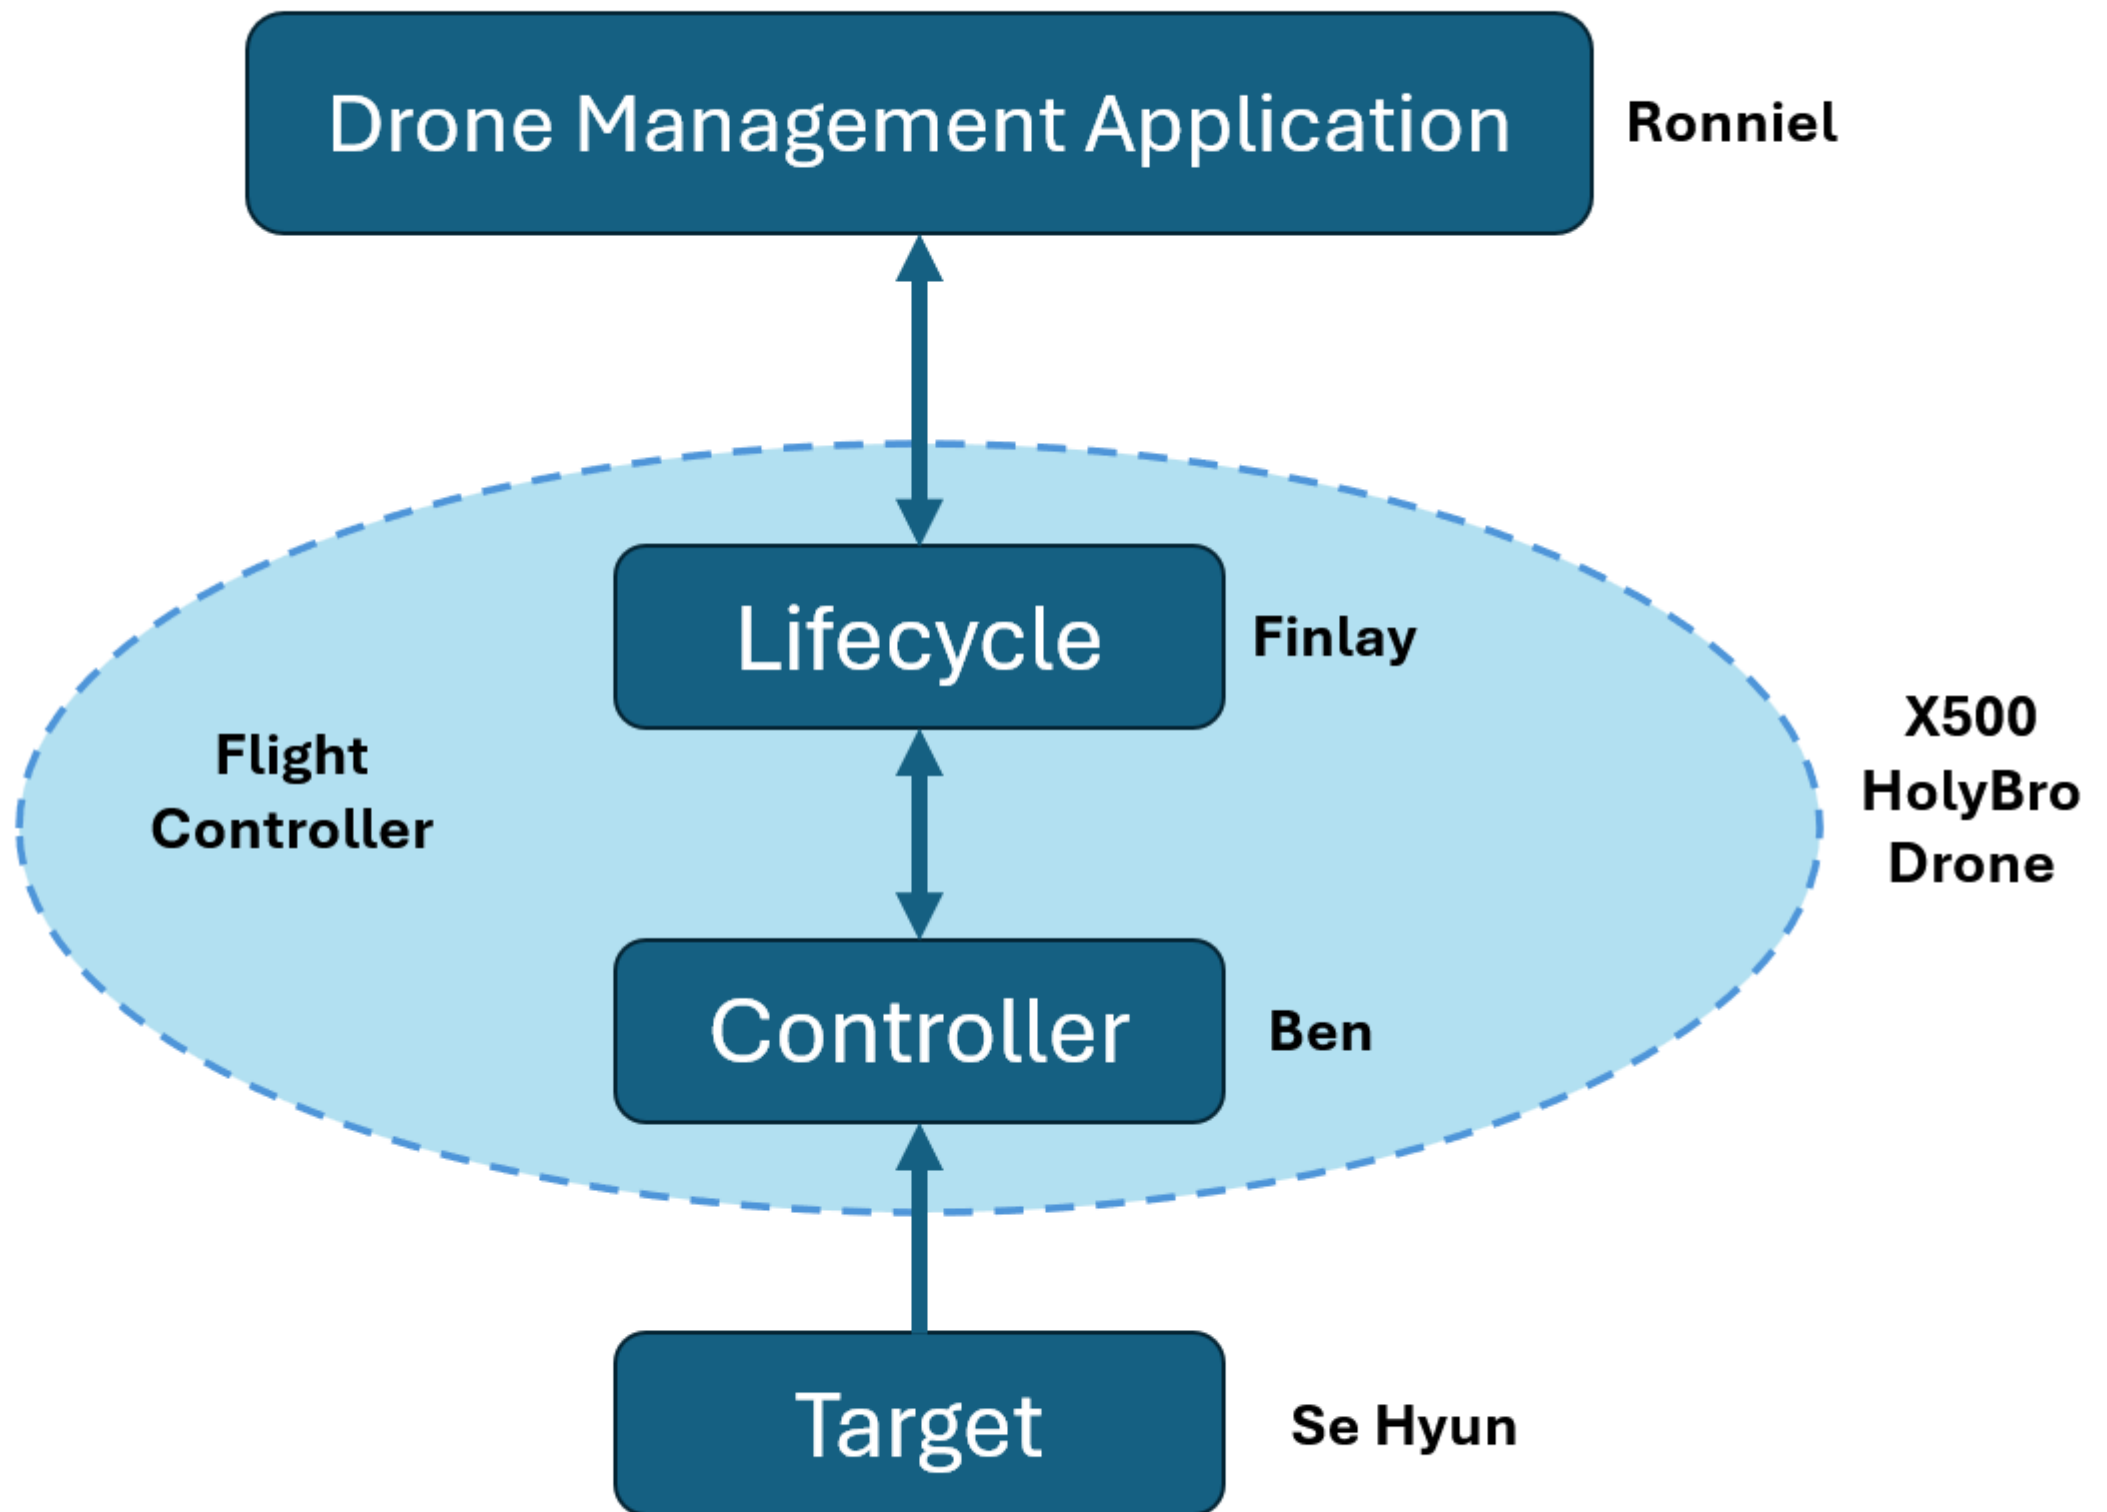 Drone Management Application
Ronniel
Lifecycle
Finlay
Flight
Controller
X500
HolyBro
Drone
Controller
Ben
Target
Se Hyun